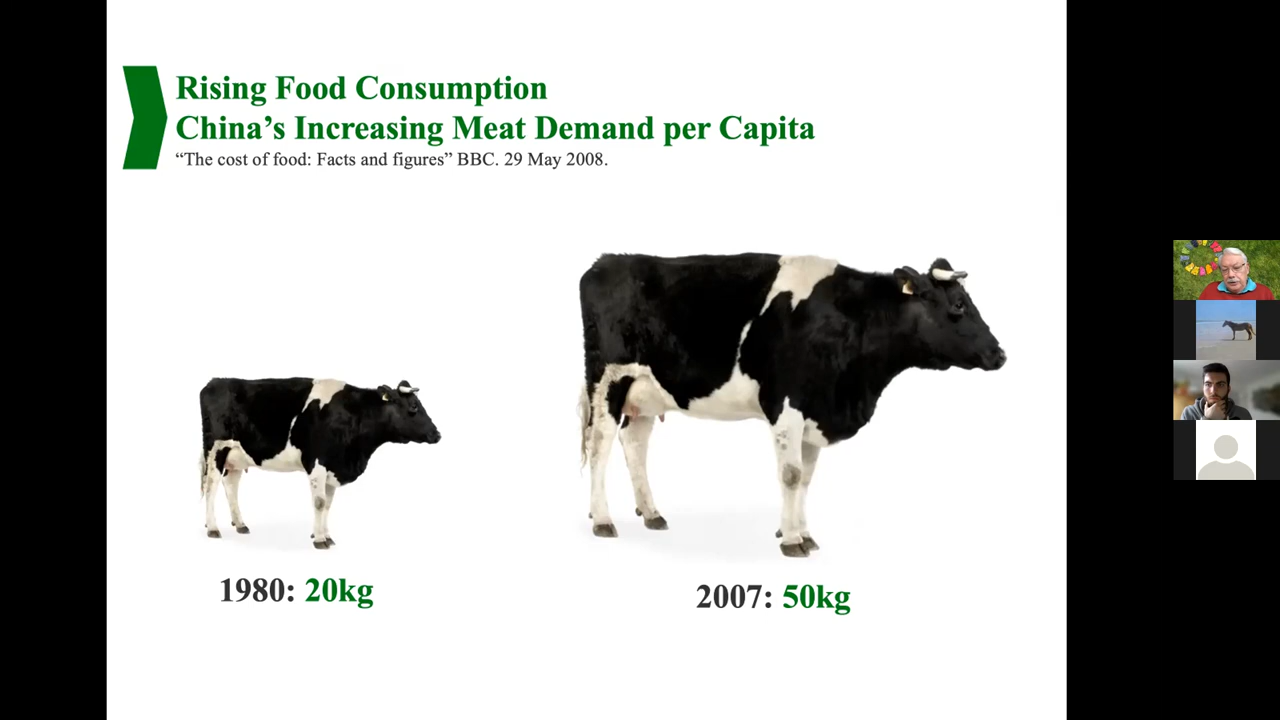 Rising Food Consumption
China’s Increasing Meat Demand per Capita
“The cost of food: Facts and figures” BBC. 29 May 2008.
1980: 20kg
2007: 50kg